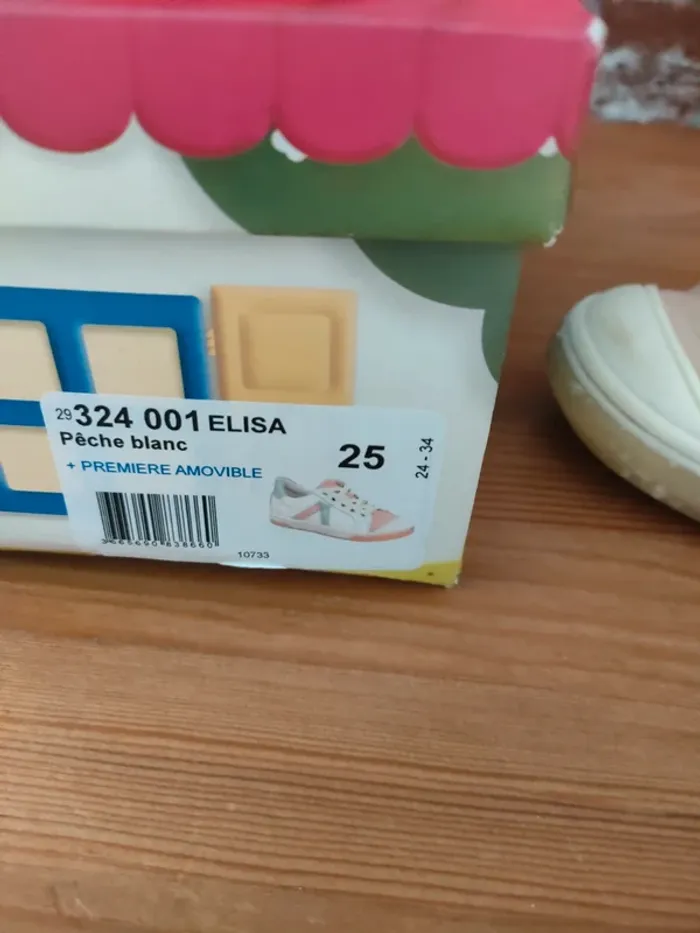 29 324 001 ELISA
Pêche blanc
+ PREMIERE AMOVIBLE
25
24 - 34
10733